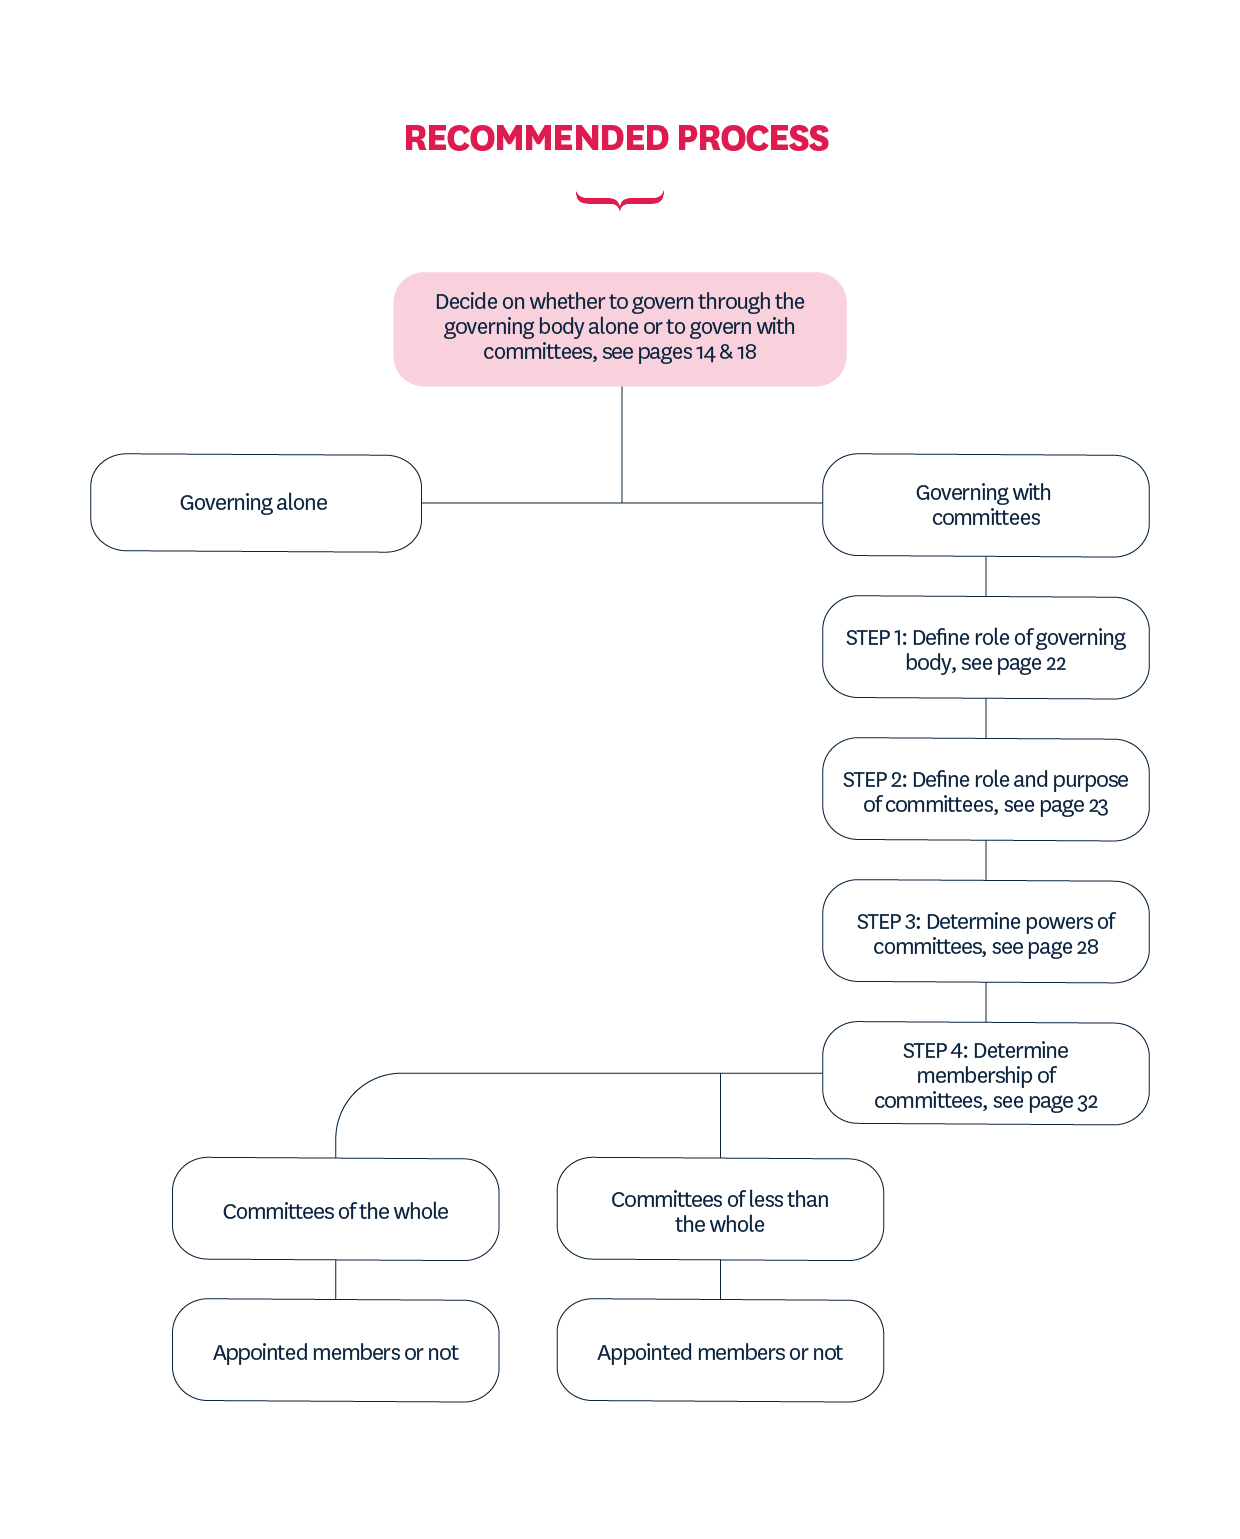 RECOMMENDED PROCESS
Decide on whether to govern through the
governing body alone or to govern with
committees, see pages 14 & 18
Governing alone
Governing with
committees
STEP 1: Define role of governing
body, see page 22
STEP 2: Define role and purpose
of committees, see page 23
STEP 3: Determine powers of
committees, see page 28
STEP 4: Determine
membership of
committees, see page 32
Committees of the whole
Committees of less than
the whole
Appointed members or not
Appointed members or not